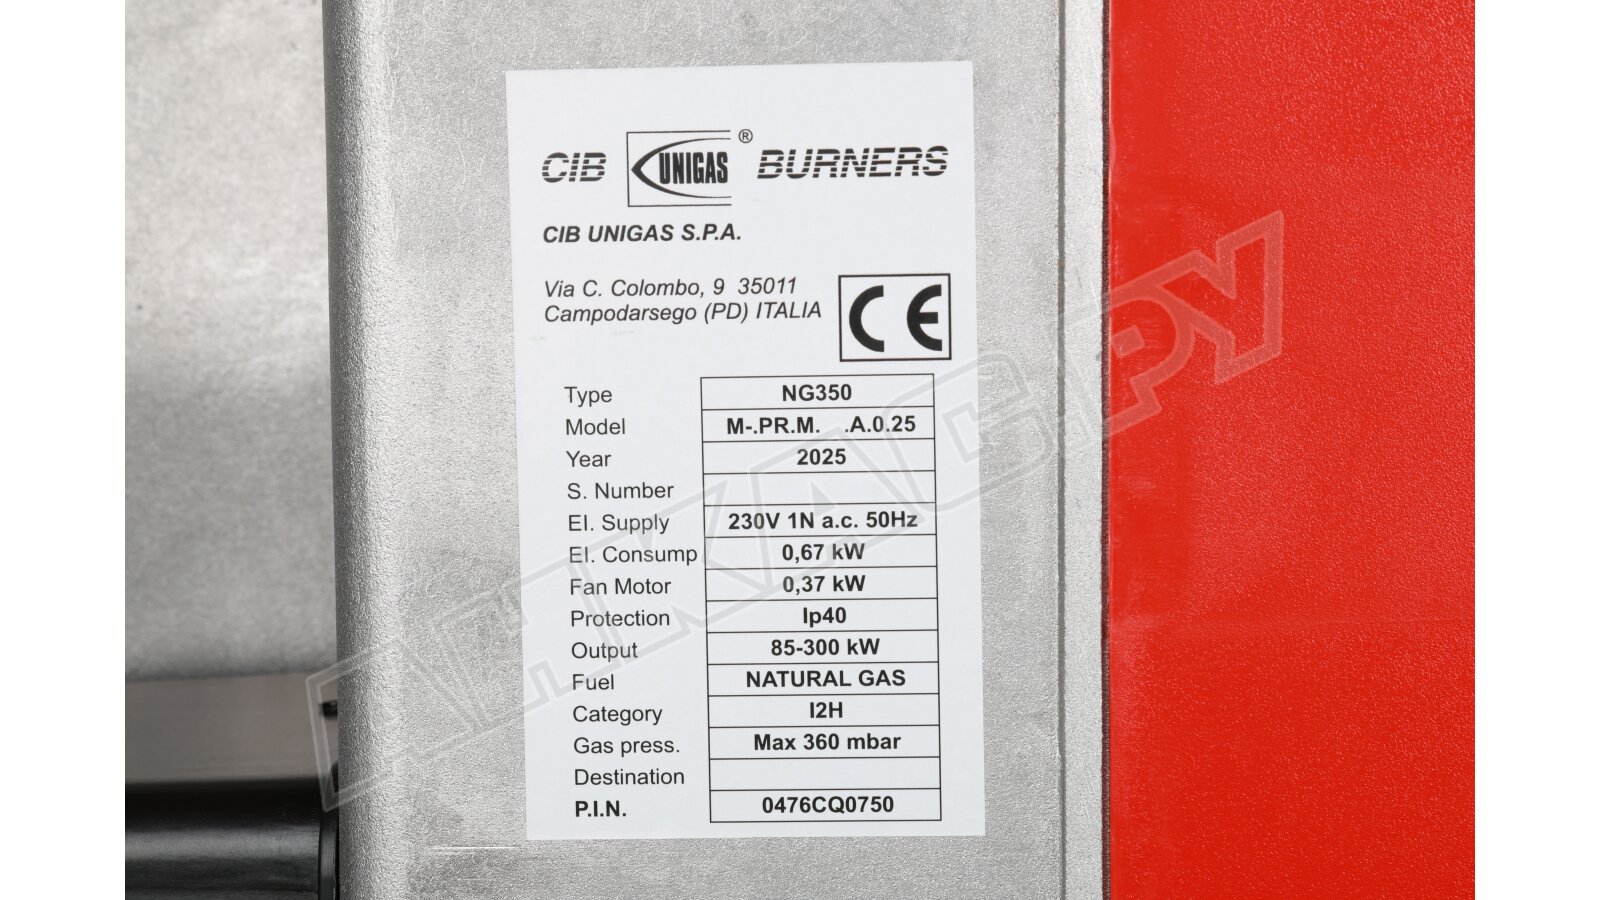 CIB UNIGAS® BURNERS
CIB UNIGAS S.P.A.
Via C. Colombo, 9 35011
Campodarsego (PD) ITALIA
CE
Type NG350
Model M-.PR.M. .A.0.25
Year 2025
S. Number
El. Supply 230V 1N a.c. 50Hz
El. Consump 0,67 kW
Fan Motor 0,37 kW
Protection Ip40
Output 85-300 kW
Fuel NATURAL GAS
Category I2H
Gas press. Max 360 mbar
Destination
P.I.N. 0476CQ0750